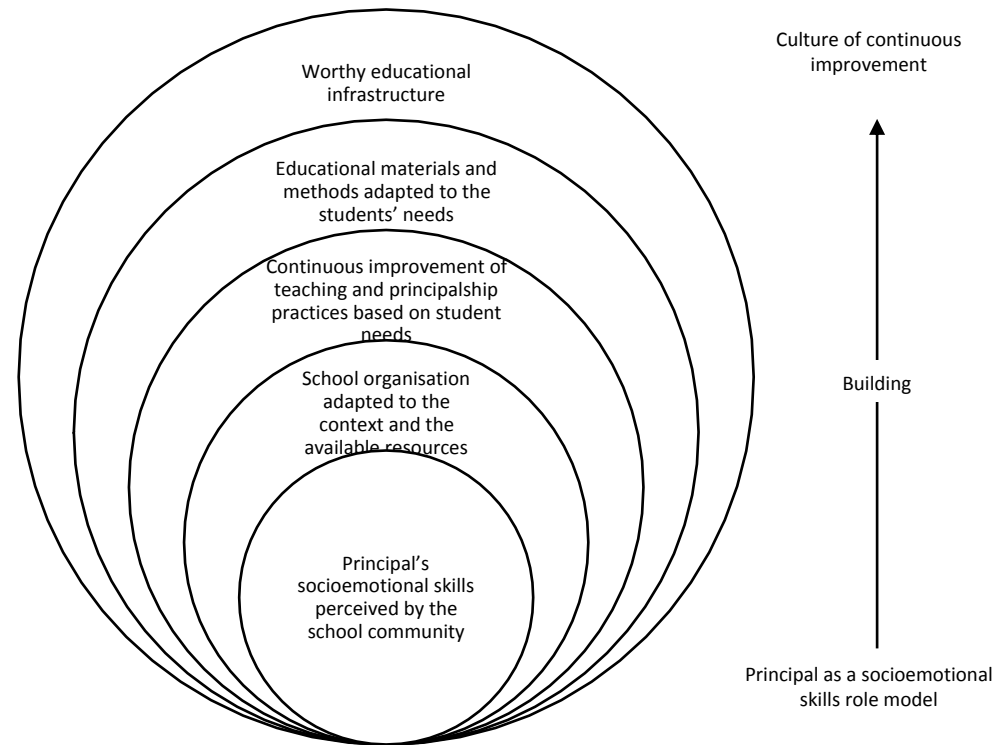 Worthy educational
infrastructure
Educational materials and
methods adapted to the
students’ needs
Continuous improvement of
teaching and principalship
practices based on student
needs
School organisation
adapted to the
context and the
available resources
Principal’s
socioemotional skills
perceived by the
school community
Culture of continuous
improvement
Building
Principal as a socioemotional
skills role model